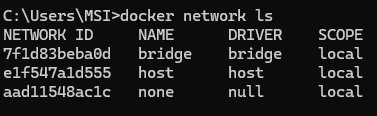 C:\Users\MSI>docker network ls
NETWORK ID     NAME      DRIVER    SCOPE
7f1d83beba0d   bridge    bridge    local
e1f547a1d555   host      host      local
aad11548ac1c   none      null      local